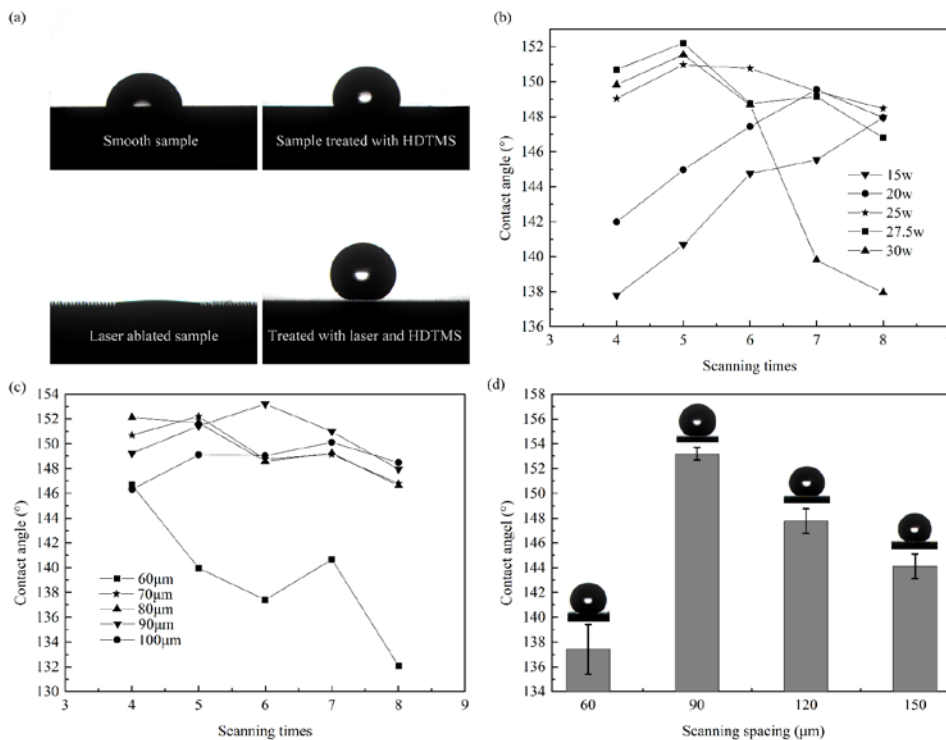 (a)
Smooth sample
Sample treated with HDTMS
Laser ablated sample
Treated with laser and HDTMS
(b)
152
150
148
146
144
142
140
138
136
3 4 5 6 7 8 9
Contact angle (°)
Scanning times
15w
20w
25w
27.5w
30w
(c)
154
152
150
148
146
144
142
140
138
136
134
132
130
3 4 5 6 7 8 9
Contact angle (°)
Scanning times
60μm
70μm
80μm
90μm
100μm
(d)
158
156
154
152
150
148
146
144
142
140
138
136
134
60 90 120 150
Contact angel (°)
Scanning spacing (μm)